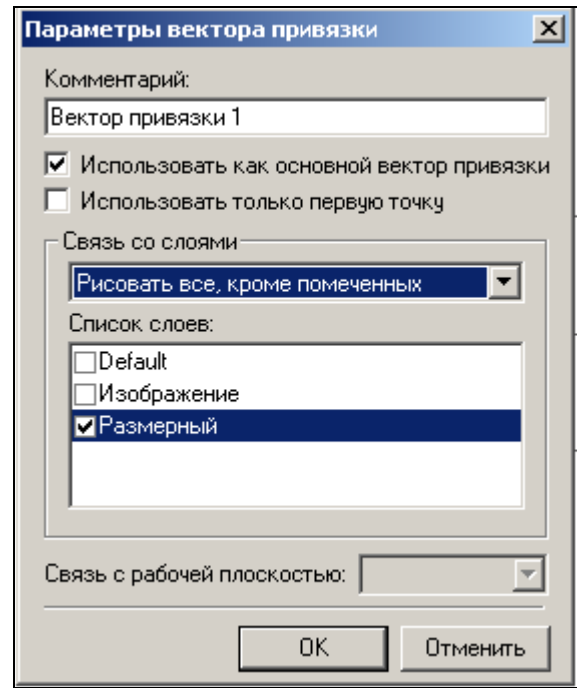 Параметры вектора привязки
Комментарий:
Вектор привязки 1
Использовать как основной вектор привязки
Использовать только первую точку
Связь со слоями
Рисовать все, кроме помеченных
Список слоев:
Default
Изображение
Размерный
Связь с рабочей плоскостью:
OK
Отменить